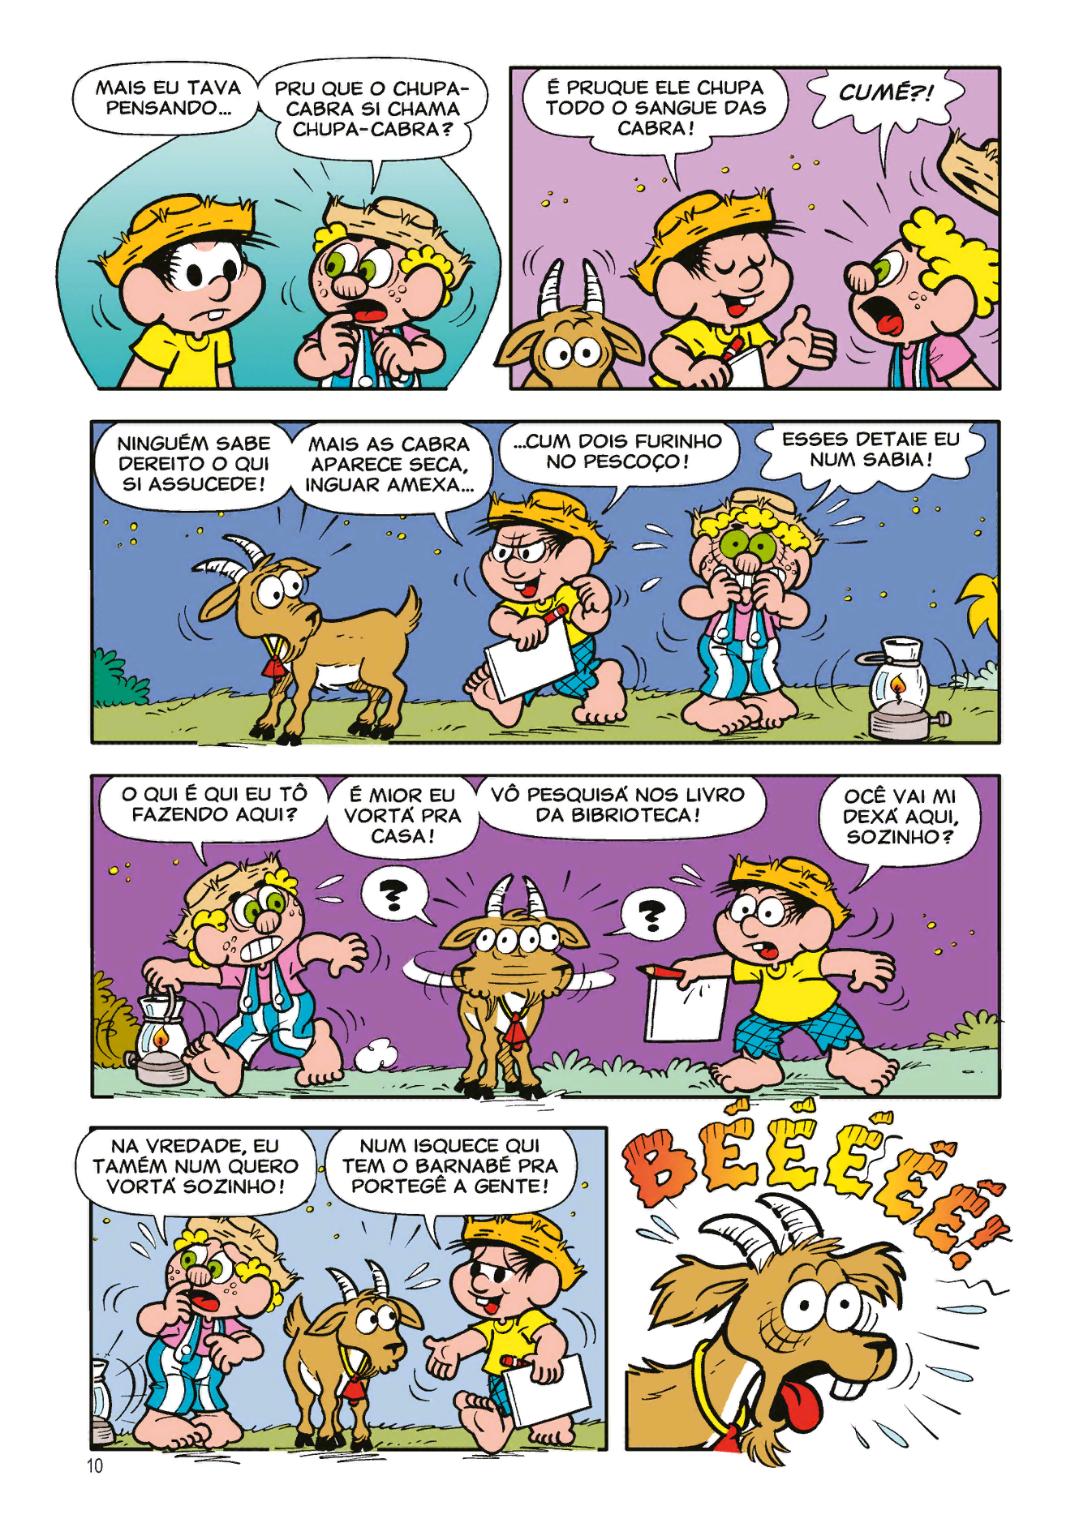 MAIS EU TAVA
PENSANDO...
PRU QUE O CHUPA-
CABRA SI CHAMA
CHUPA-CABRA?
É PRUQUE ELE CHUPA
TODO O SANGUE DAS
CABRA!
CUMÉ?!
NINGUÉM SABE
DEREITO O QUI
SI ASSUCEDE!
MAIS AS CABRA
APARECE SECA,
INGUAR AMEXA...
...CUM DOIS FURINHO
NO PESCOÇO!
ESSES DETAIE EU
NUM SABIA!
O QUI É QUI EU TÔ
FAZENDO AQUI?
É MIOR EU
VORTÁ PRA
CASA!
VÔ PESQUISÁ NOS LIVRO
DA BIBRIOTECA!
OCÊ VAI MI
DEXÁ AQUI,
SOZINHO?
?
?
NA VREDADE, EU
TAMÉM NUM QUERO
VORTÁ SOZINHO!
NUM ISQUECE QUI
TEM O BARNABÉ PRA
PORTEGÊ A GENTE!
BÉÉÉÉÉ!
10